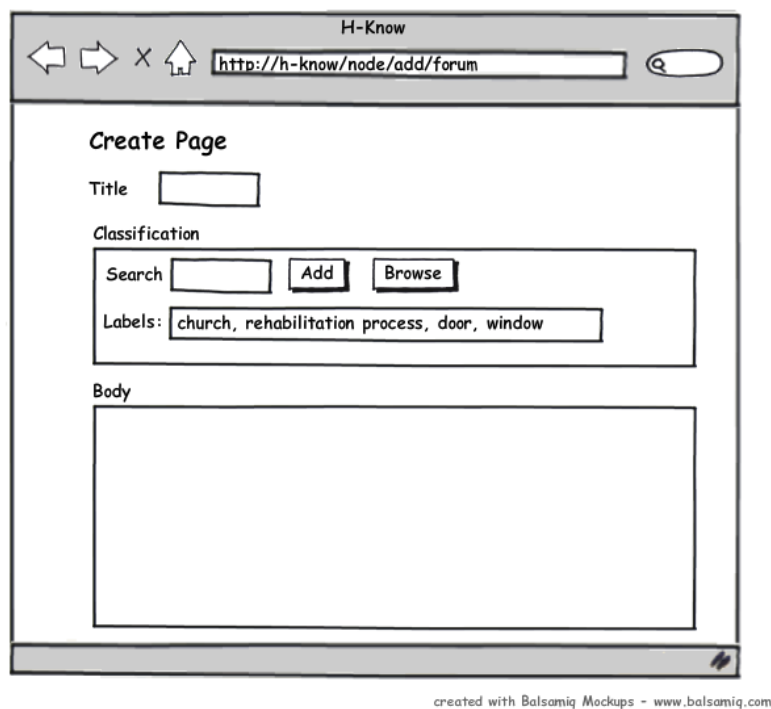 H-Know
http://h-know/node/add/forum
Create Page
Title
Classification
Search Add Browse
Labels: church, rehabilitation process, door, window
Body
created with Balsamiq Mockups - www.balsamiq.com